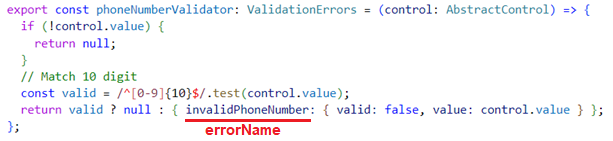 export const phoneNumberValidator: ValidationErrors = (control: AbstractControl) => {
  if (!control.value) {
    return null;
  }
  // Match 10 digit
  const valid = /^[0-9]{10}$/.test(control.value);
  return valid ? null : { invalidPhoneNumber: { valid: false, value: control.value } };
errorName
};